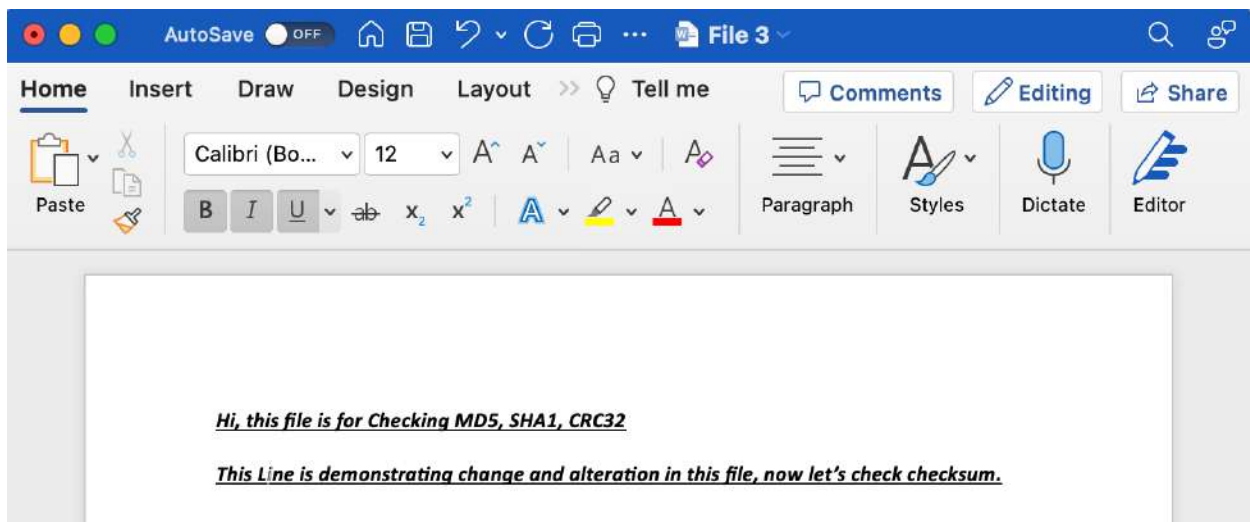 AutoSave OFF File 3
Home Insert Draw Design Layout Tell me Comments Editing Share
Calibri (Bo... 12 A A Aa A
Paste B I U ab x₂ x² A A Paragraph Styles Dictate Editor
Hi, this file is for Checking MD5, SHA1, CRC32
This Line is demonstrating change and alteration in this file, now let's check checksum.